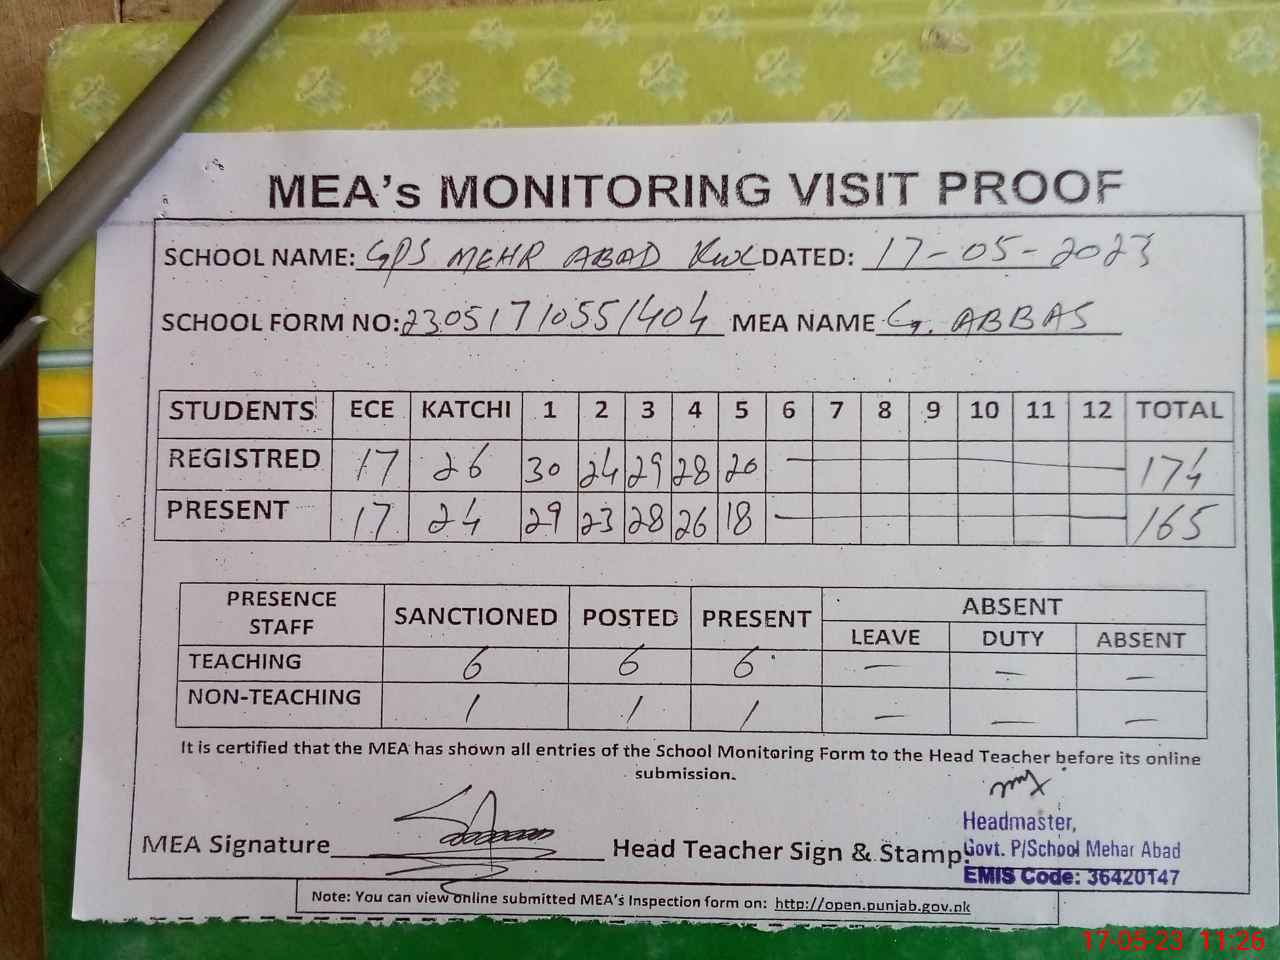 MEA's MONITORING VISIT PROOF
SCHOOL NAME: GPS MEHR ABAD KWL DATED: 17-05-2023
SCHOOL FORM NO: 23051710551404 MEA NAME G. ABBAS
STUDENTS ECE KATCHI 1 2 3 4 5 6 7 8 9 10 11 12 TOTAL
REGISTRED 17 26 30 24 29 28 20 — 174
PRESENT 17 24 29 23 28 26 18 — 165
PRESENCE STAFF SANCTIONED POSTED PRESENT ABSENT
LEAVE DUTY ABSENT
TEACHING 6 6 6 — — —
NON-TEACHING 1 1 1 — — —
It is certified that the MEA has shown all entries of the School Monitoring Form to the Head Teacher before its online
submission.
MEA Signature Head Teacher Sign & Stamp:
Headmaster,
Govt. P/School Mehar Abad
EMIS Code: 36420147
Note: You can view online submitted MEA's Inspection form on: http://open.punjab.gov.pk
17-05-23 11:26